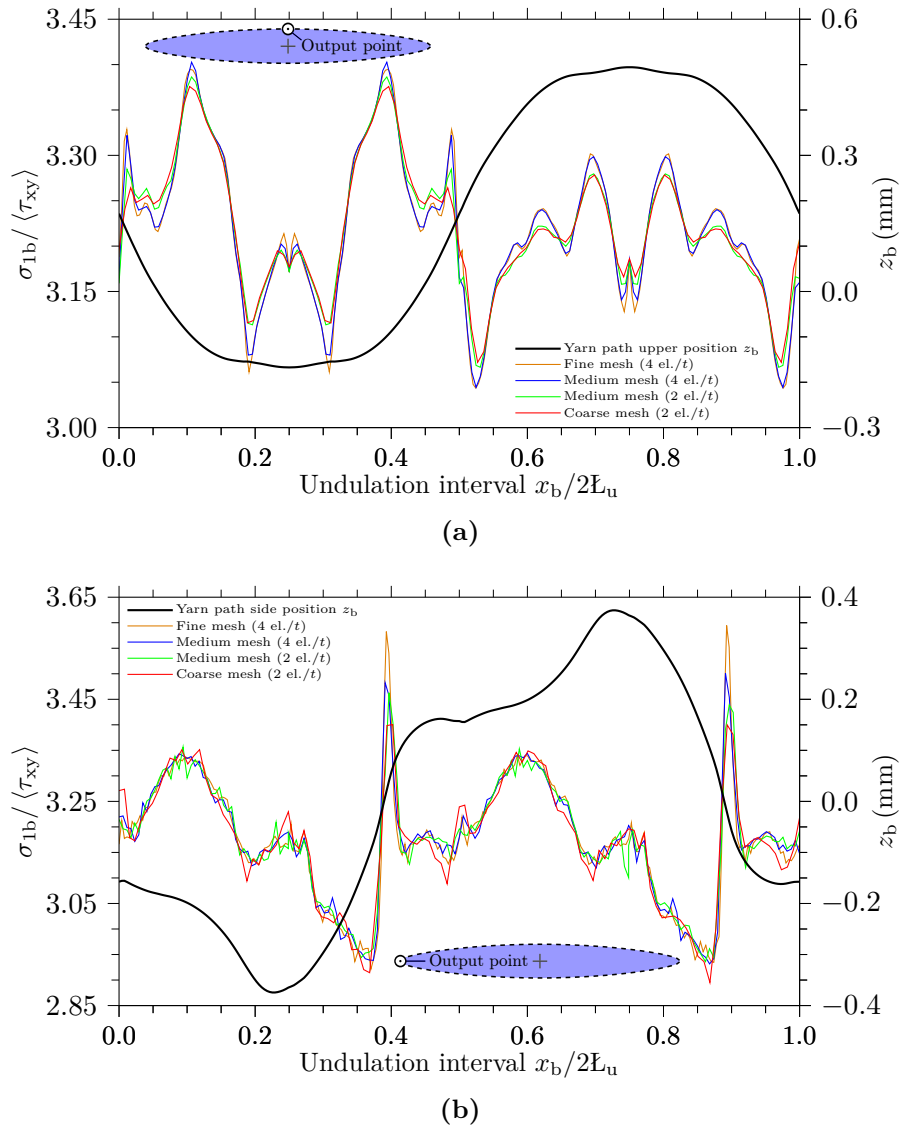 3.45
3.30
3.15
3.00
σ1b/⟨τxy⟩
0.6
0.3
0.0
−0.3
zb (mm)
Output point
Yarn path upper position zb
Fine mesh (4 el./t)
Medium mesh (4 el./t)
Medium mesh (2 el./t)
Coarse mesh (2 el./t)
0.0 0.2 0.4 0.6 0.8 1.0
Undulation interval xb/2Łu
(a)
3.65
3.45
3.25
3.05
2.85
σ1b/⟨τxy⟩
0.4
0.2
0.0
−0.2
−0.4
zb (mm)
Yarn path side position zb
Fine mesh (4 el./t)
Medium mesh (4 el./t)
Medium mesh (2 el./t)
Coarse mesh (2 el./t)
Output point
0.0 0.2 0.4 0.6 0.8 1.0
Undulation interval xb/2Łu
(b)